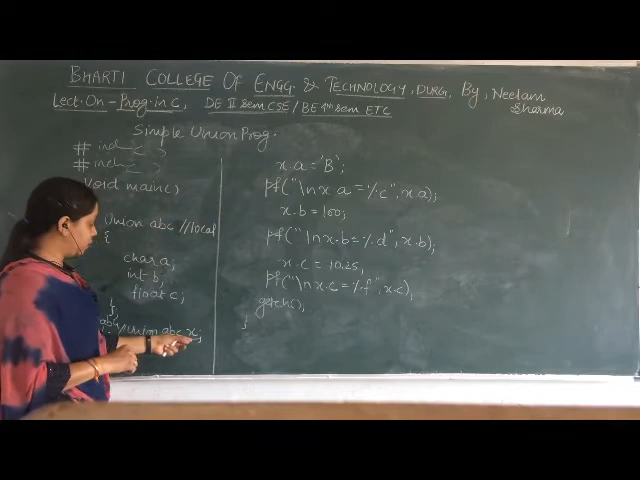 BHARTI COLLEGE OF ENGG. & TECHNOLOGY, DURG, By, Neelam Sharma
Lect. On - Prog. in C, DE II sem CSE / BE 1st sem ETC
Simple Union Prog.
# incl < >
# incl < >
Void main()
Union abc //local
{
char a;
int b;
float c;
};
//Union abc x;
x.a = 'B';
pf("\n x.a = %c", x.a);
x.b = 100;
pf("\n x.b = %d", x.b);
x.c = 10.25,
pf("\n x.c = %f", x.c),
getch();
}